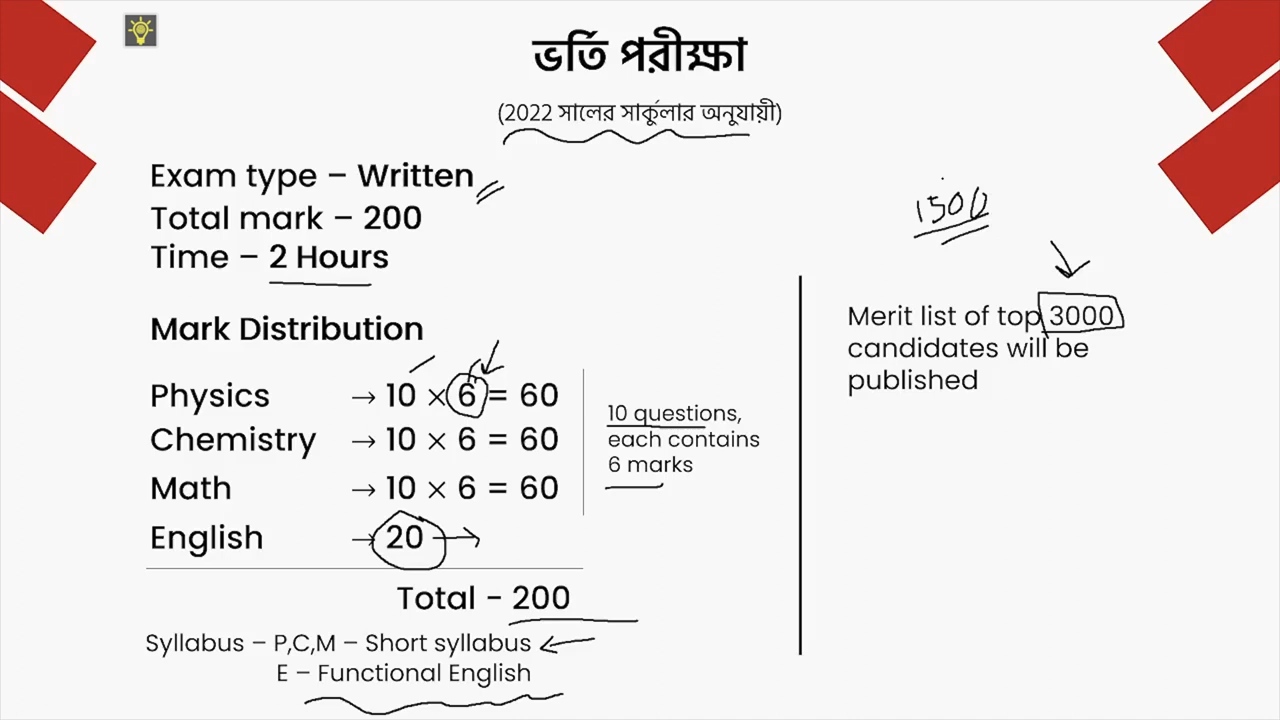 ভর্তি পরীক্ষা
(2022 সালের সার্কুলার অনুযায়ী)
Exam type – Written
Total mark – 200
Time – 2 Hours
Mark Distribution
Physics → 10 × 6 = 60
Chemistry → 10 × 6 = 60
Math → 10 × 6 = 60
English → 20
10 questions,
each contains
6 marks
Total - 200
Syllabus – P,C,M – Short syllabus
E – Functional English
1500
Merit list of top 3000
candidates will be
published